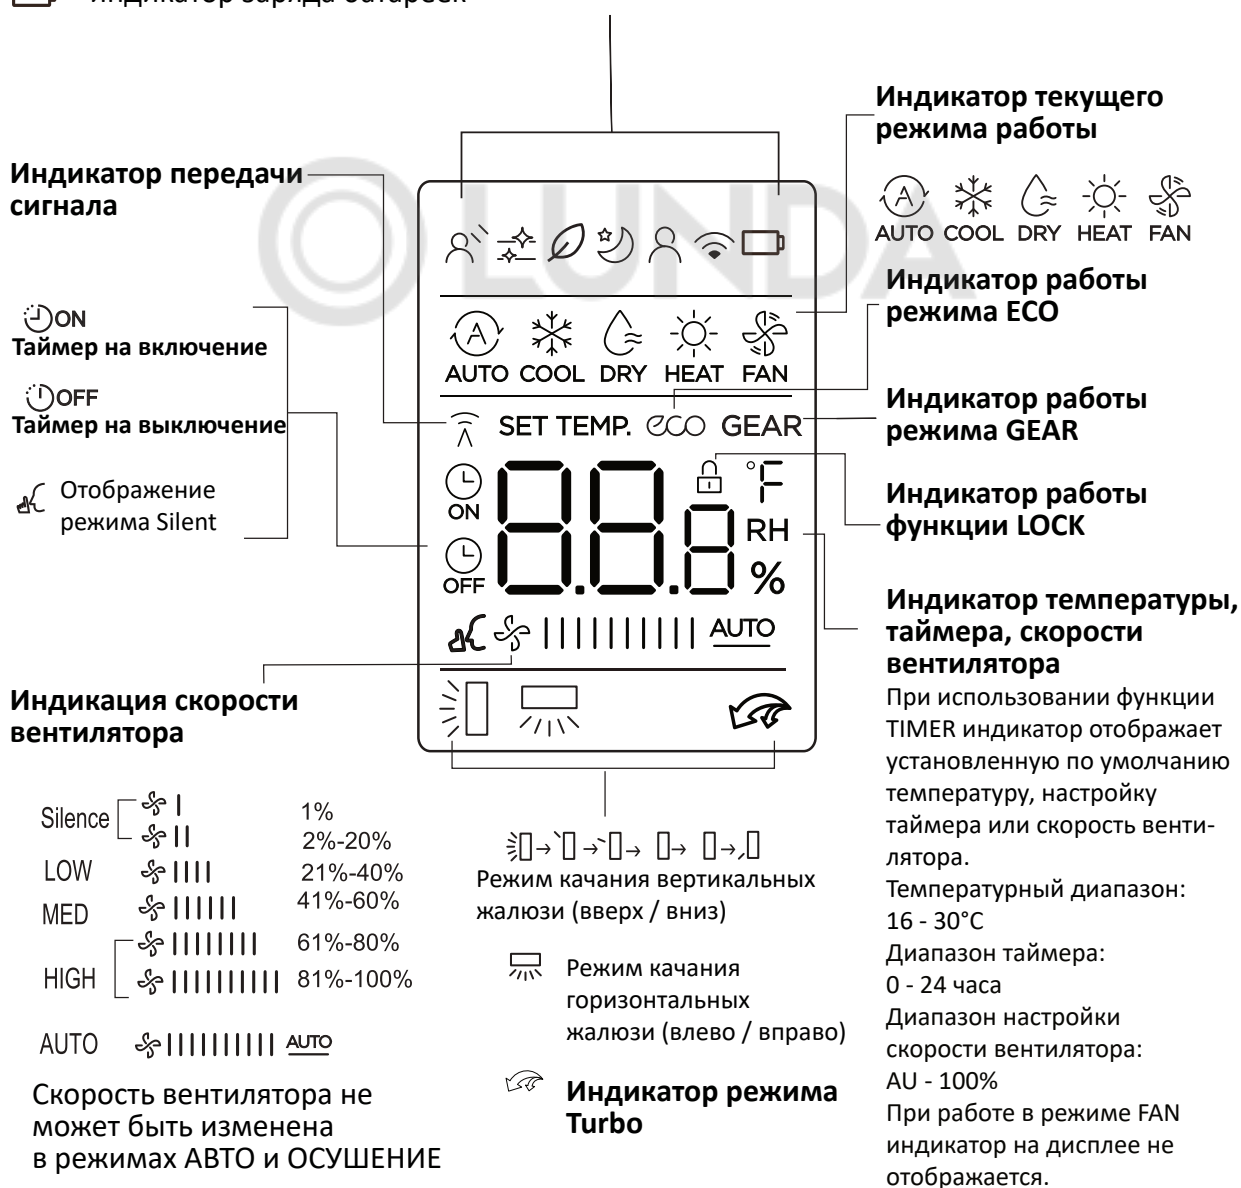 индикатор заряда батареек
Индикатор текущего
режима работы
AUTO COOL DRY HEAT FAN
Индикатор передачи
сигнала
LUNDA
ON
Таймер на включение
OFF
Таймер на выключение
Отображение
режима Silent
AUTO COOL DRY HEAT FAN
SET TEMP. eco GEAR
ON
OFF
88.8
°F
RH
%
AUTO
Индикатор работы
режима ECO
Индикатор работы
режима GEAR
Индикатор работы
функции LOCK
Индикатор температуры,
таймера, скорости
вентилятора
При использовании функции
TIMER индикатор отображает
установленную по умолчанию
температуру, настройку
таймера или скорость венти-
лятора.
Температурный диапазон:
16 - 30°C
Диапазон таймера:
0 - 24 часа
Диапазон настройки
скорости вентилятора:
AU - 100%
При работе в режиме FAN
индикатор на дисплее не
отображается.
Индикация скорости
вентилятора
Silence 1%
2%-20%
LOW 21%-40%
MED 41%-60%
HIGH 61%-80%
81%-100%
AUTO AUTO
Скорость вентилятора не
может быть изменена
в режимах АВТО и ОСУШЕНИЕ
Режим качания вертикальных
жалюзи (вверх / вниз)
Режим качания
горизонтальных
жалюзи (влево / вправо)
Индикатор режима
Turbo